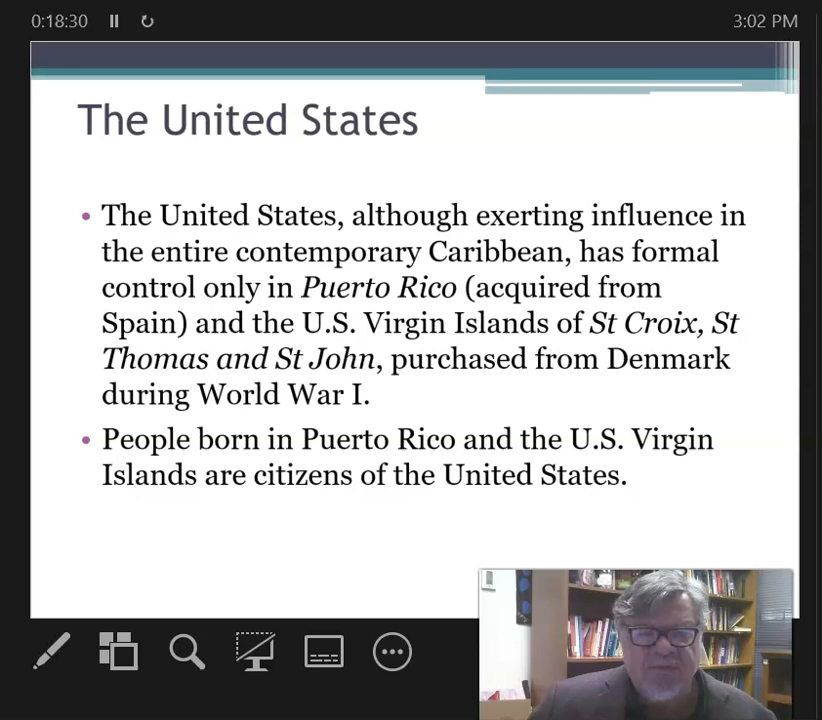 0:18:30
3:02 PM
The United States
• The United States, although exerting influence in
the entire contemporary Caribbean, has formal
control only in Puerto Rico (acquired from
Spain) and the U.S. Virgin Islands of St Croix, St
Thomas and St John, purchased from Denmark
during World War I.
• People born in Puerto Rico and the U.S. Virgin
Islands are citizens of the United States.